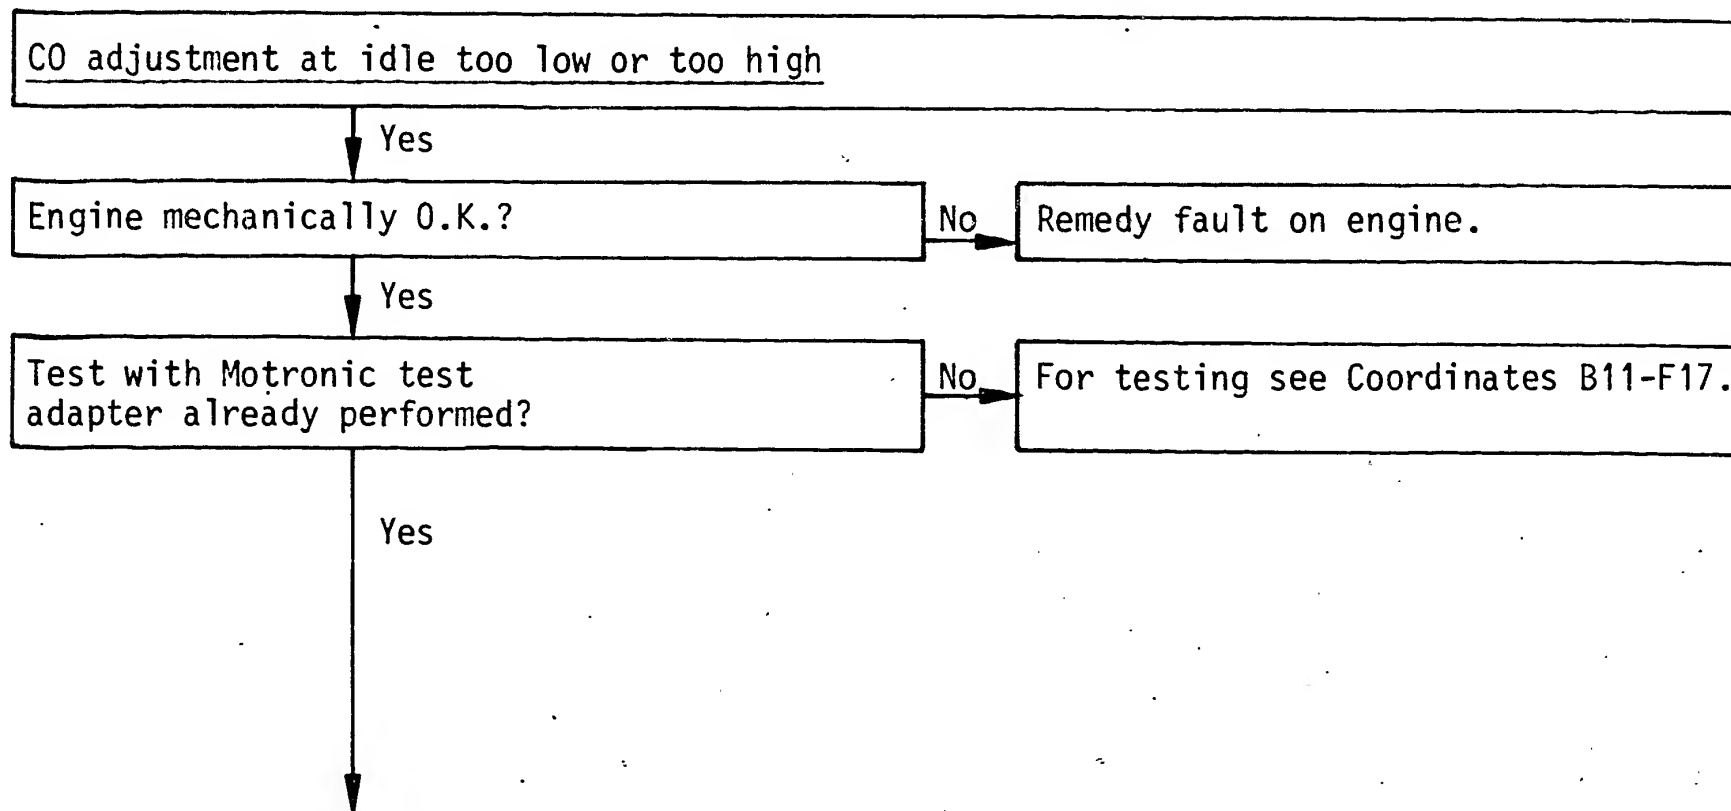 CO adjustment at idle too low or too high
Yes
Engine mechanically O.K.?
No
Remedy fault on engine.
Yes
Test with Motronic test
adapter already performed?
No
For testing see Coordinates B11-F17.
Yes